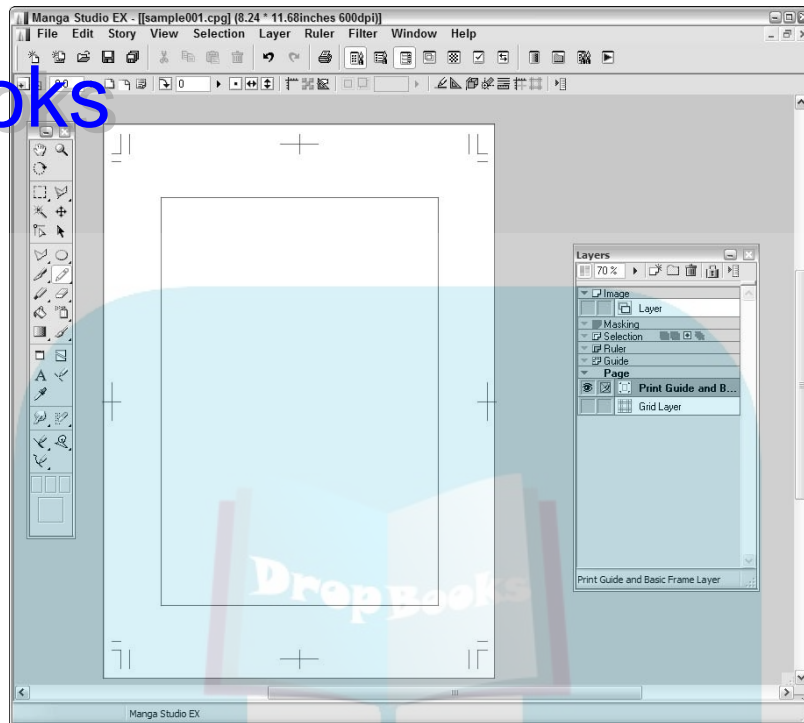 Manga Studio EX - [[sample001.cpg] (8.24 * 11.68inches 600dpi)]
File Edit Story View Selection Layer Ruler Filter Window Help
0
oks
Layers
70 %
Image
Layer
Masking
Selection
Ruler
Guide
Page
Print Guide and B...
Grid Layer
DropBooks
Print Guide and Basic Frame Layer
Manga Studio EX